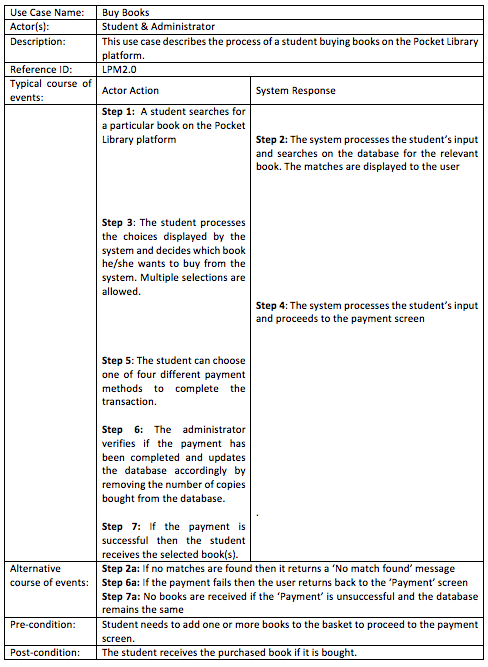 Use Case Name: Buy Books
Actor(s): Student & Administrator
Description: This use case describes the process of a student buying books on the Pocket Library
platform.
Reference ID: LPM2.0
Typical course of
events:
Actor Action System Response
Step 1: A student searches for
a particular book on the Pocket
Library platform
Step 2: The system processes the student's input
and searches on the database for the relevant
book. The matches are displayed to the user
Step 3: The student processes
the choices displayed by the
system and decides which book
he/she wants to buy from the
system. Multiple selections are
allowed.
Step 4: The system processes the student's input
and proceeds to the payment screen
Step 5: The student can choose
one of four different payment
methods to complete the
transaction.
Step 6: The administrator
verifies if the payment has
been completed and updates
the database accordingly by
removing the number of copies
bought from the database.
.
Step 7: If the payment is
successful then the student
receives the selected book(s).
Alternative
course of events:
Step 2a: If no matches are found then it returns a ‘No match found’ message
Step 6a: If the payment fails then the user returns back to the ‘Payment’ screen
Step 7a: No books are received if the ‘Payment’ is unsuccessful and the database
remains the same
Pre-condition: Student needs to add one or more books to the basket to proceed to the payment
screen.
Post-condition: The student receives the purchased book if it is bought.